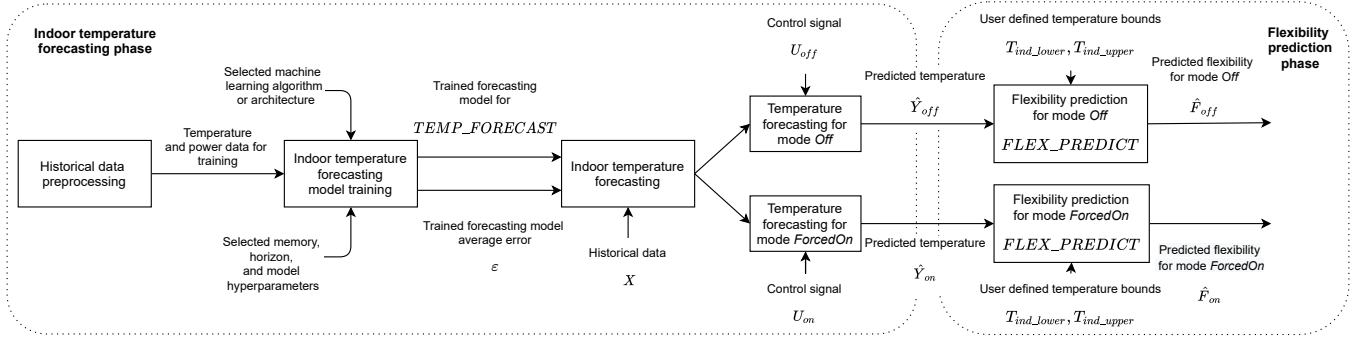 Indoor temperature
forecasting phase
Historical data
preprocessing
Temperature
and power data for
training
Selected machine
learning algorithm
or architecture
Indoor temperature
forecasting
model training
Selected memory,
horizon,
and model
hyperparameters
Trained forecasting
model for
TEMP_FORECAST
Trained forecasting model
average error
ε
Indoor temperature
forecasting
Historical data
X
Control signal
U_off
Temperature
forecasting for
mode Off
Temperature
forecasting for
mode ForcedOn
Control signal
U_on
Predicted temperature
Ŷ_off
Predicted temperature
Ŷ_on
User defined temperature bounds
T_ind_lower, T_ind_upper
Flexibility prediction
for mode Off
FLEX_PREDICT
Flexibility prediction
for mode ForcedOn
FLEX_PREDICT
User defined temperature bounds
T_ind_lower, T_ind_upper
Flexibility
prediction
phase
Predicted flexibility
for mode Off
F̂_off
Predicted flexibility
for mode ForcedOn
F̂_on